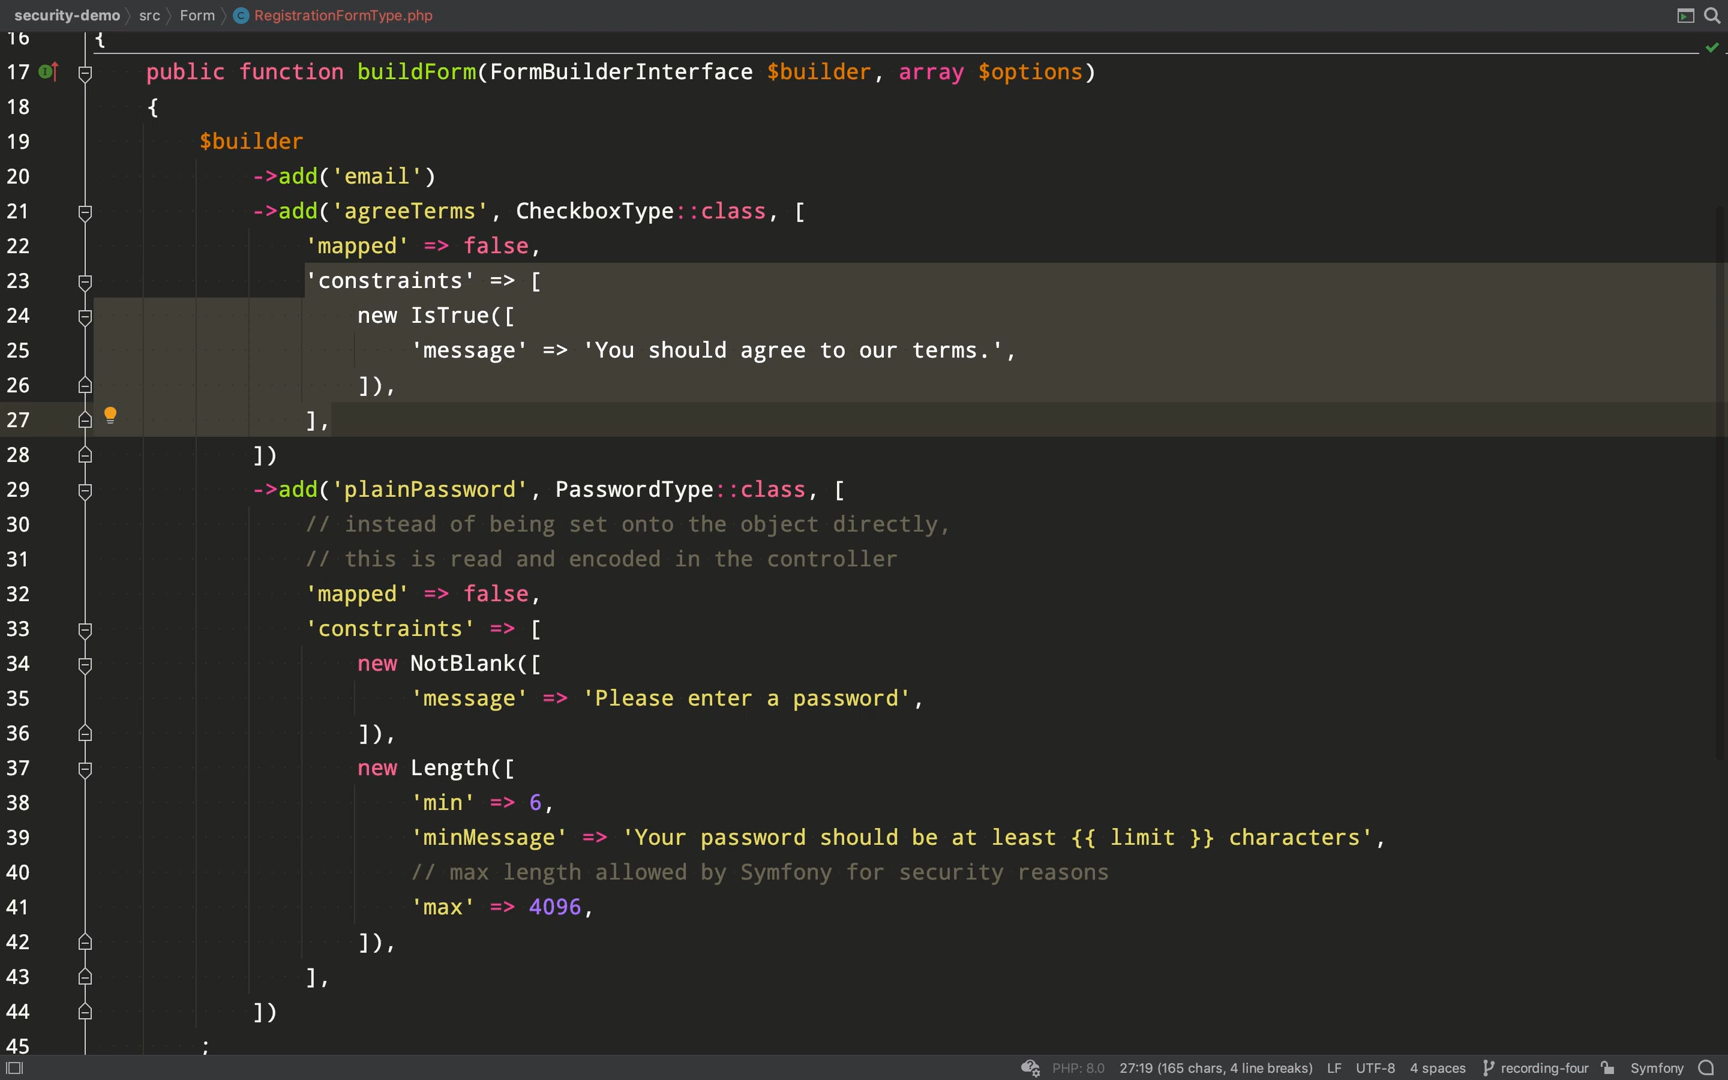 security-demo src Form RegistrationFormType.php
16 {
17 public function buildForm(FormBuilderInterface $builder, array $options)
18 {
19 $builder
20 ->add('email')
21 ->add('agreeTerms', CheckboxType::class, [
22 'mapped' => false,
23 'constraints' => [
24 new IsTrue([
25 'message' => 'You should agree to our terms.',
26 ]),
27 ],
28 ])
29 ->add('plainPassword', PasswordType::class, [
30 // instead of being set onto the object directly,
31 // this is read and encoded in the controller
32 'mapped' => false,
33 'constraints' => [
34 new NotBlank([
35 'message' => 'Please enter a password',
36 ]),
37 new Length([
38 'min' => 6,
39 'minMessage' => 'Your password should be at least {{ limit }} characters',
40 // max length allowed by Symfony for security reasons
41 'max' => 4096,
42 ]),
43 ],
44 ])
45 ;
PHP: 8.0 27:19 (165 chars, 4 line breaks) LF UTF-8 4 spaces recording-four Symfony